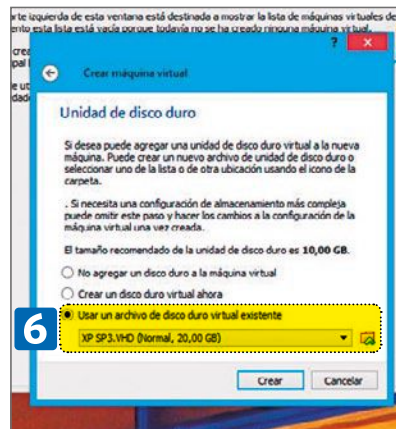 rte izquierda de esta ventana está destinada a mostrar la lista de máquinas virtuales de
ento esta lista está vacía porque todavía no se ha creado ninguna máquina virtual.
crea
pal
e ut
dade
?
Crear máquina virtual
Unidad de disco duro
Si desea puede agregar una unidad de disco duro virtual a la nueva
máquina. Puede crear un nuevo archivo de unidad de disco duro o
seleccionar uno de la lista o de otra ubicación usando el icono de la
carpeta.
. Si necesita una configuración de almacenamiento más compleja
puede omitir este paso y hacer los cambios a la configuración de la
máquina virtual una vez creada.
El tamaño recomendado de la unidad de disco duro es 10,00 GB.
No agregar un disco duro a la máquina virtual
Crear un disco duro virtual ahora
6 Usar un archivo de disco duro virtual existente
XP SP3.VHD (Normal, 20,00 GB)
Crear Cancelar